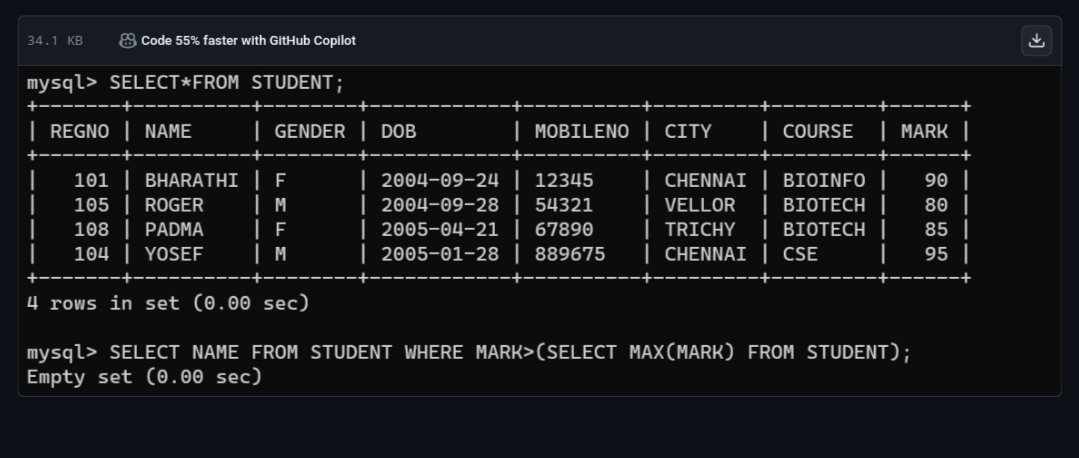 34.1 KB Code 55% faster with GitHub Copilot
mysql> SELECT*FROM STUDENT;
+-------+----------+--------+------------+----------+---------+---------+------+
| REGNO | NAME     | GENDER | DOB        | MOBILENO | CITY    | COURSE  | MARK |
+-------+----------+--------+------------+----------+---------+---------+------+
|   101 | BHARATHI | F      | 2004-09-24 | 12345    | CHENNAI | BIOINFO |   90 |
|   105 | ROGER    | M      | 2004-09-28 | 54321    | VELLOR  | BIOTECH |   80 |
|   108 | PADMA    | F      | 2005-04-21 | 67890    | TRICHY  | BIOTECH |   85 |
|   104 | YOSEF    | M      | 2005-01-28 | 889675   | CHENNAI | CSE     |   95 |
+-------+----------+--------+------------+----------+---------+---------+------+
4 rows in set (0.00 sec)
mysql> SELECT NAME FROM STUDENT WHERE MARK>(SELECT MAX(MARK) FROM STUDENT);
Empty set (0.00 sec)